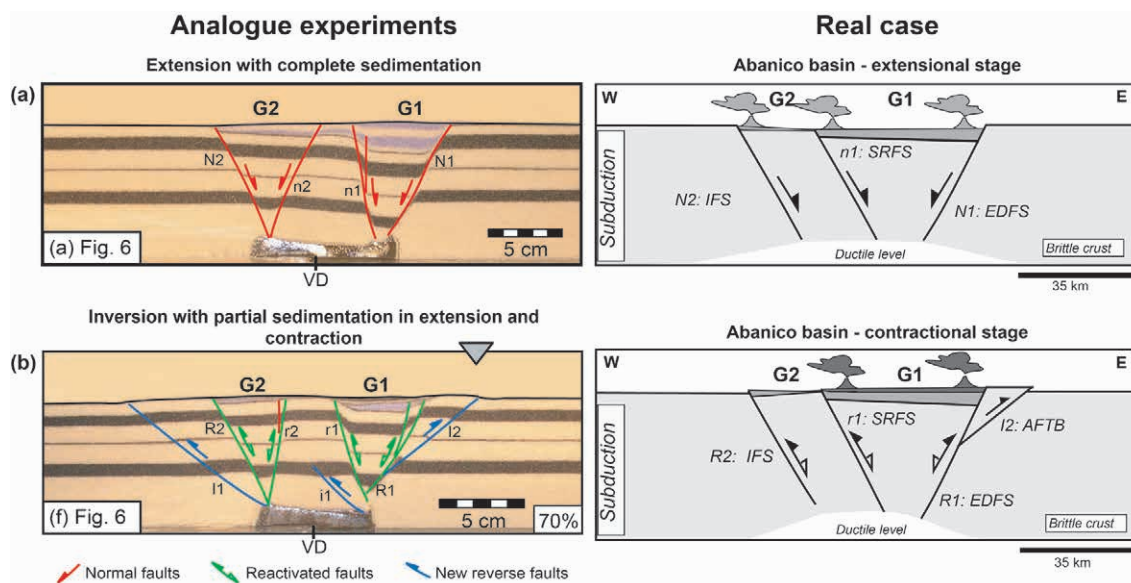 Analogue experiments
Real case
Extension with complete sedimentation
Abanico basin - extensional stage
(a)
G2
G1
N2
n2
n1
N1
5 cm
(a) Fig. 6
VD
W
E
G2
G1
n1: SRFS
N2: IFS
N1: EDFS
Subduction
Ductile level
Brittle crust
35 km
Inversion with partial sedimentation in extension and
contraction
Abanico basin - contractional stage
(b)
G2
G1
R2
r2
r1
I2
I1
i1
R1
5 cm
70%
(f) Fig. 6
VD
W
E
G2
G1
r1: SRFS
I2: AFTB
R2: IFS
R1: EDFS
Subduction
Ductile level
Brittle crust
35 km
Normal faults
Reactivated faults
New reverse faults